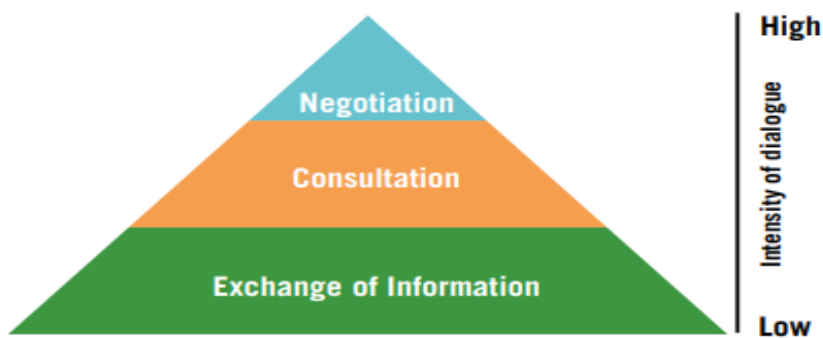 High
Negotiation
Consultation
Intensity of dialogue
Exchange of Information
Low